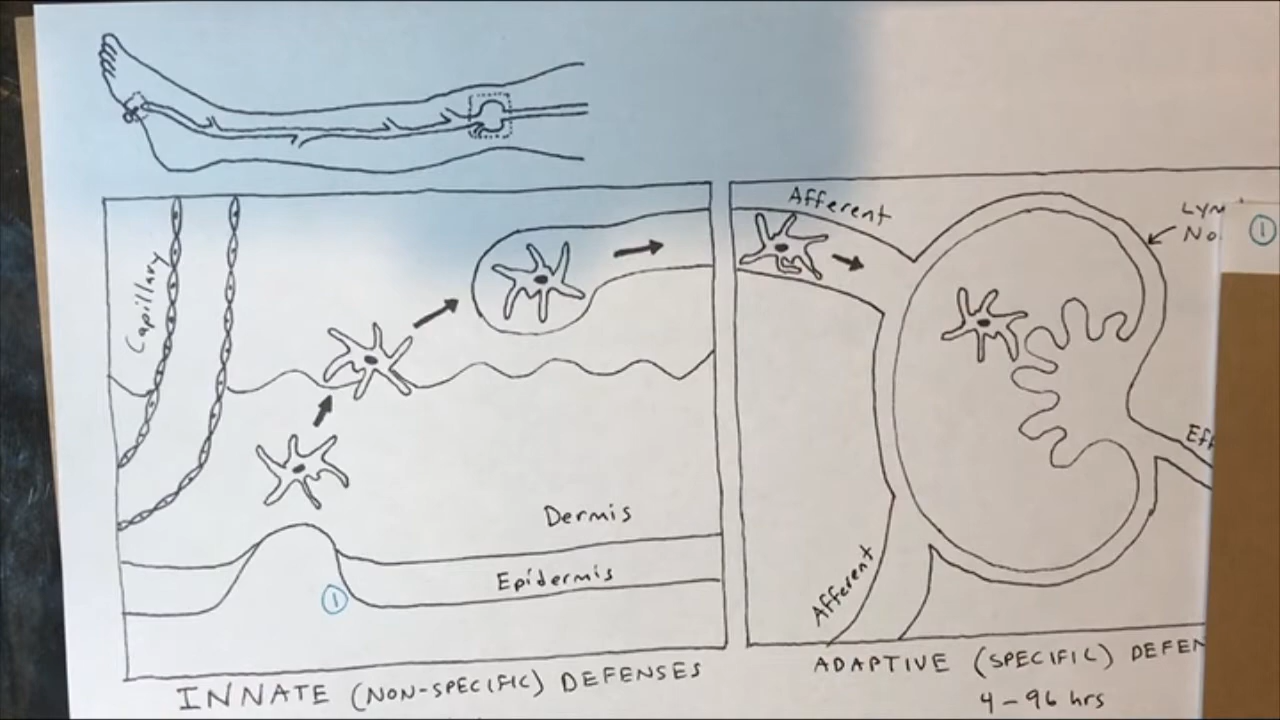 Afferent
①
Capillary
Dermis
Epidermis
①
Afferent
INNATE (NON-SPECIFIC) DEFENSES
ADAPTIVE (SPECIFIC)
4-96 hrs